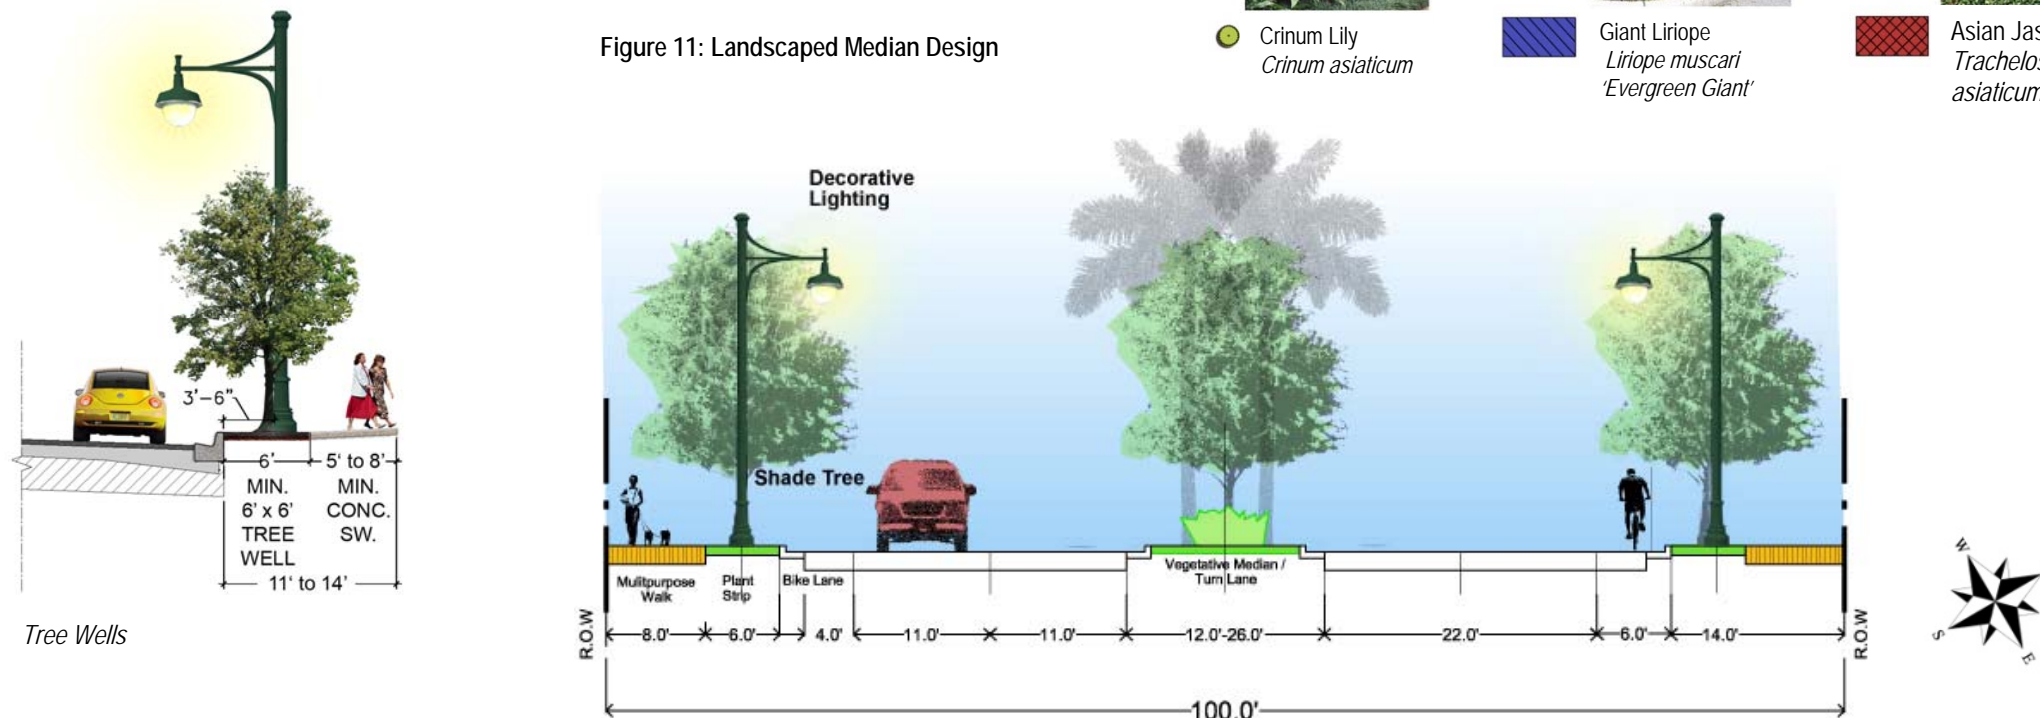 Figure 11: Landscaped Median Design
Crinum Lily
Crinum asiaticum
Giant Liriope
Liriope muscari
‘Evergreen Giant’
Asian Jas
Trachelos
asiaticum
3'-6"
6'
5' to 8'
MIN.
6' x 6'
TREE
WELL
MIN.
CONC.
SW.
11' to 14'
Tree Wells
Decorative
Lighting
Shade Tree
Mulitpurpose
Walk
Plant
Strip
Bike Lane
Vegetative Median /
Turn Lane
R.O.W
8.0'
6.0'
4.0'
11.0'
11.0'
12.0'-26.0'
22.0'
6.0'
14.0'
R.O.W
100.0'
W
S
E